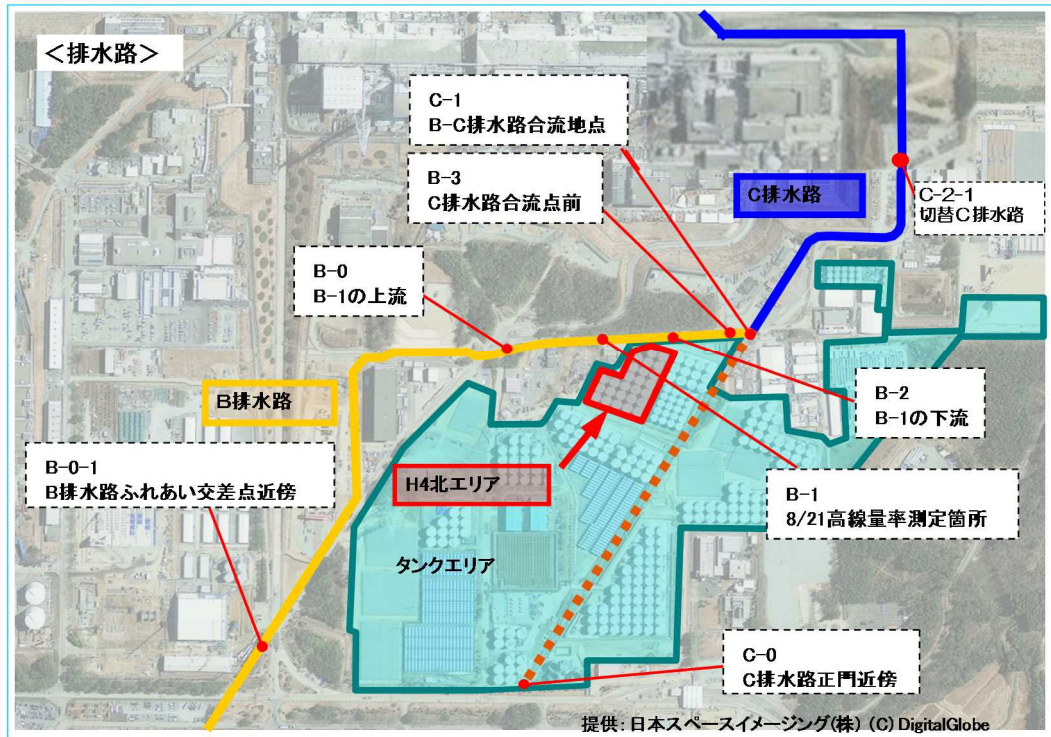 <排水路>
C-1
B-C排水路合流地点
B-3
C排水路合流点前
C排水路
C-2-1
切替C排水路
B-0
B-1の上流
B排水路
B-2
B-1の下流
B-0-1
B排水路ふれあい交差点近傍
H4北エリア
B-1
8/21高線量率測定箇所
タンクエリア
C-0
C排水路正門近傍
提供:日本スペースイメージング(株) (C)DigitalGlobe